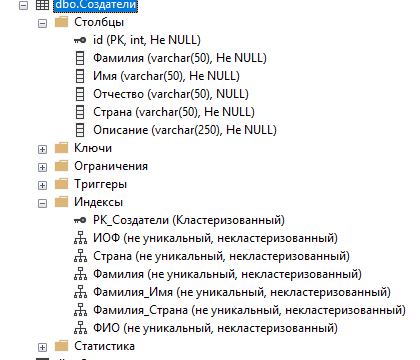 dbo.Создатели
Столбцы
id (PK, int, Не NULL)
Фамилия (varchar(50), Не NULL)
Имя (varchar(50), Не NULL)
Отчество (varchar(50), NULL)
Страна (varchar(50), Не NULL)
Описание (varchar(250), Не NULL)
Ключи
Ограничения
Триггеры
Индексы
PK_Создатели (Кластеризованный)
ИОФ (не уникальный, некластеризованный)
Страна (не уникальный, некластеризованный)
Фамилия (не уникальный, некластеризованный)
Фамилия_Имя (не уникальный, некластеризованный)
Фамилия_Страна (не уникальный, некластеризованный)
ФИО (не уникальный, некластеризованный)
Статистика